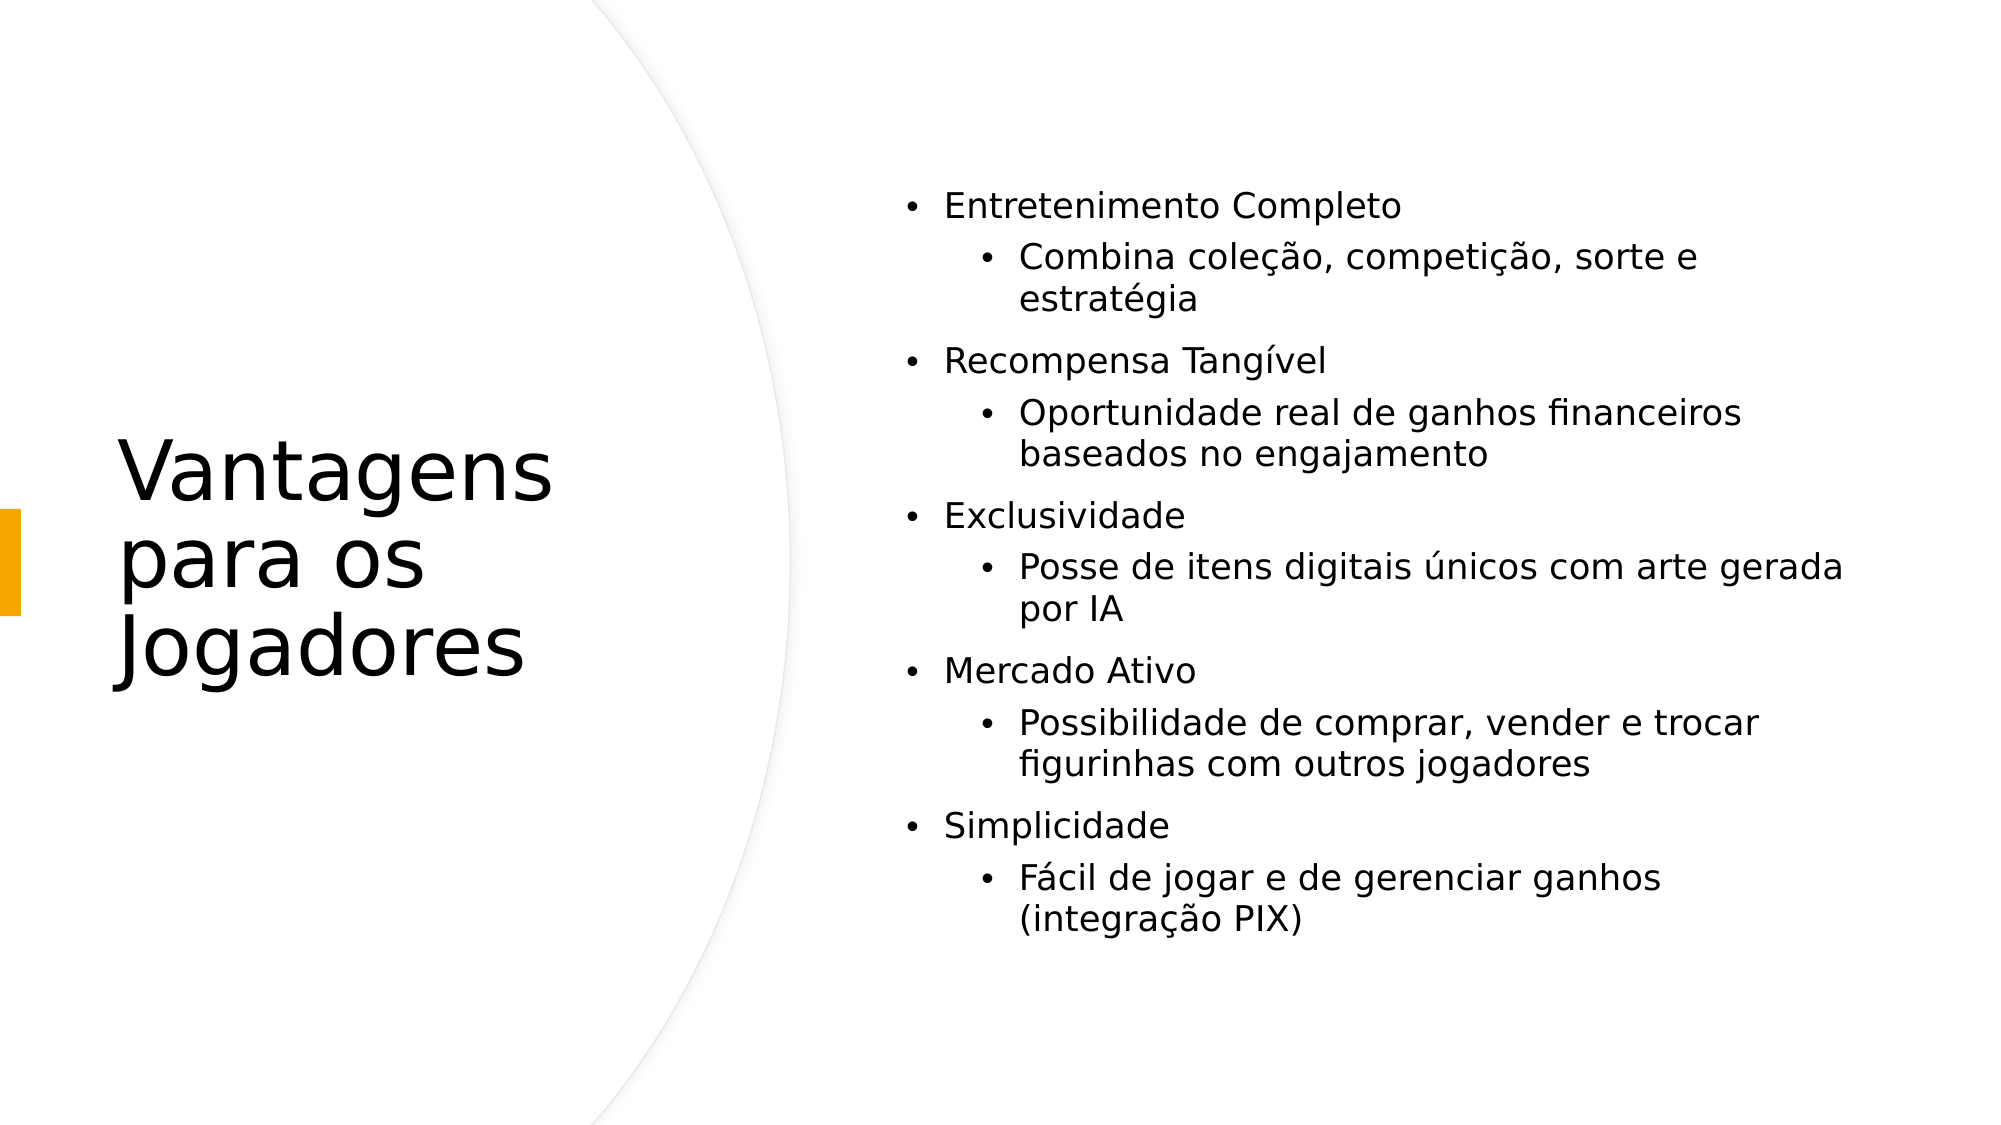 Vantagens
para os
Jogadores
• Entretenimento Completo
• Combina coleção, competição, sorte e
estratégia
• Recompensa Tangível
• Oportunidade real de ganhos financeiros
baseados no engajamento
• Exclusividade
• Posse de itens digitais únicos com arte gerada
por IA
• Mercado Ativo
• Possibilidade de comprar, vender e trocar
figurinhas com outros jogadores
• Simplicidade
• Fácil de jogar e de gerenciar ganhos
(integração PIX)